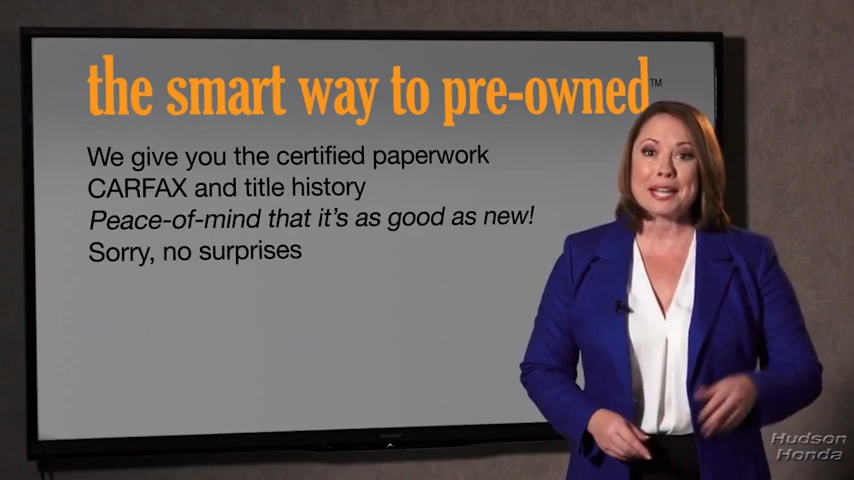 the smart way to pre-owned™
We give you the certified paperwork
CARFAX and title history
Peace-of-mind that it's as good as new!
Sorry, no surprises
Hudson
Honda